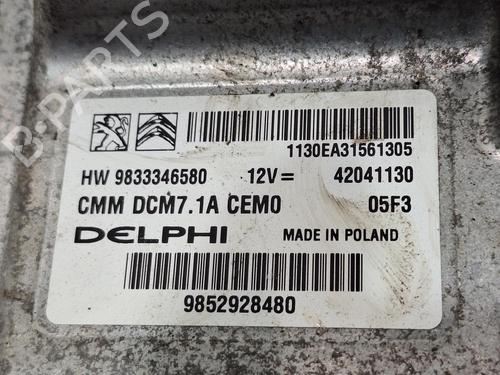 B-PARTS
1130EA31561305
HW 9833346580 12V= 42041130
CMM DCM7.1A CEM0 05F3
DELPHI MADE IN POLAND
9852928480